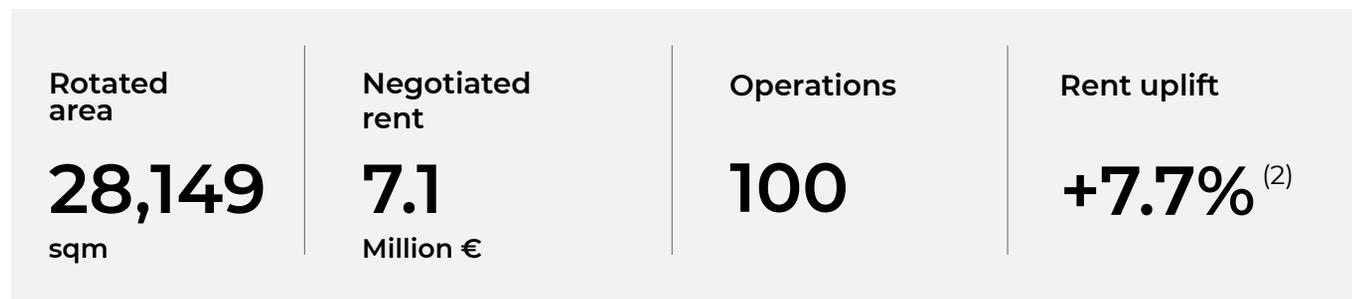 Rotated
area
28,149
sqm
Negotiated
rent
7.1
Million €
Operations
100
Rent uplift
+7.7% (2)